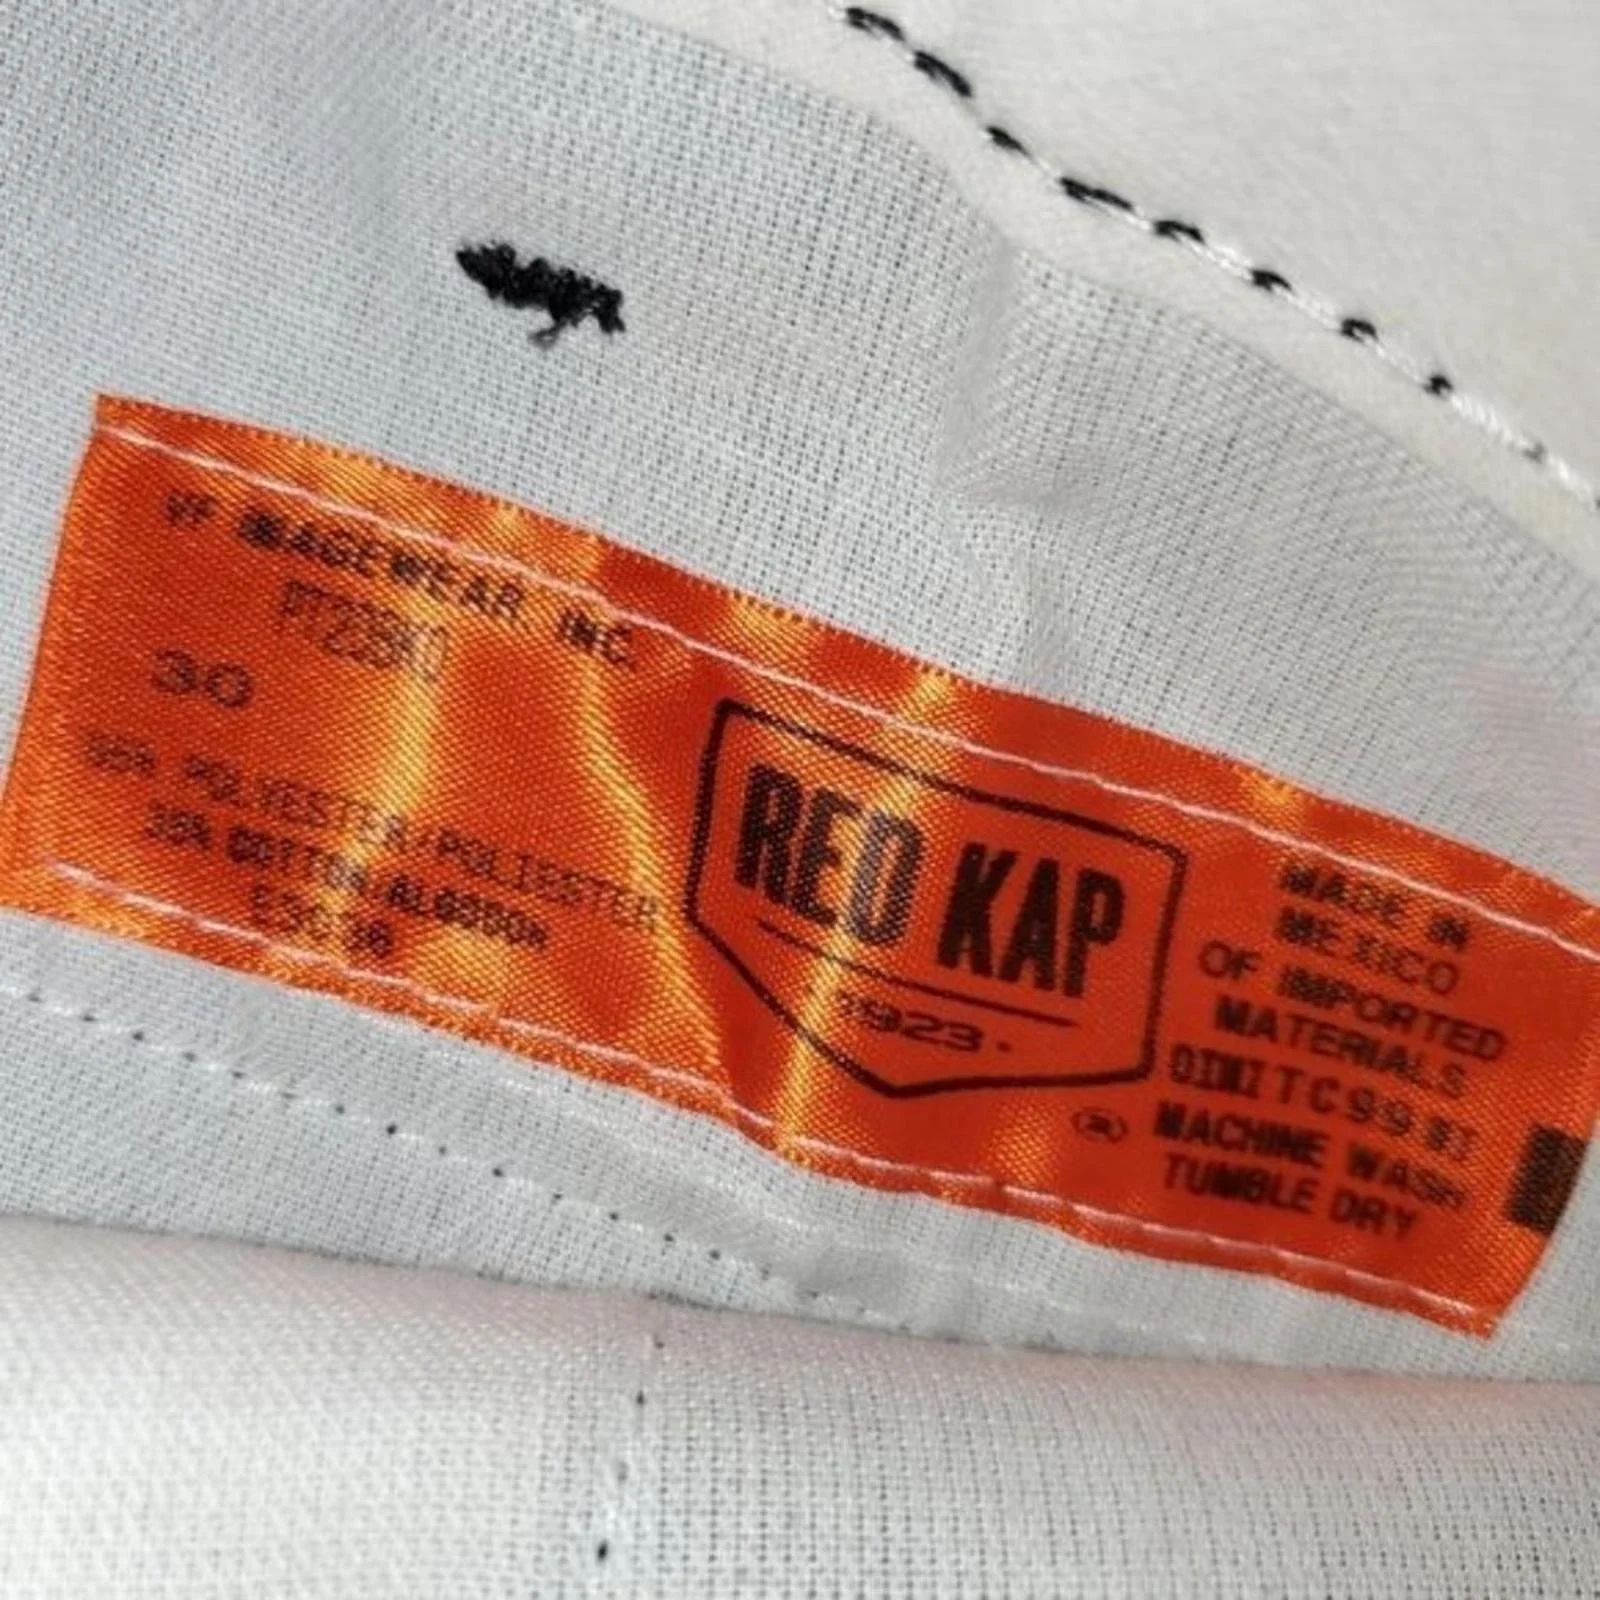 VF IMAGEWEAR INC.
30
POLYESTER/POLIESTER
COTTON/ALGODON
RED KAP
1923
MADE IN
MEXICO
OF IMPORTED
MATERIALS
MACHINE WASH
TUMBLE DRY